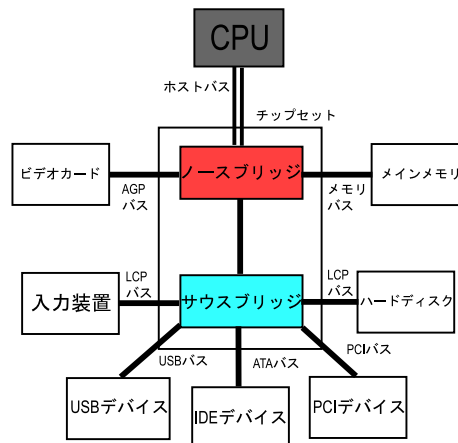 CPU
ホストバス
チップセット
ビデオカード
AGP
バス
ノースブリッジ
メモリ
バス
メインメモリ
入力装置
LCP
バス
サウスブリッジ
LCP
バス
ハードディスク
USBバス
ATAバス
PCIバス
USBデバイス
IDEデバイス
PCIデバイス